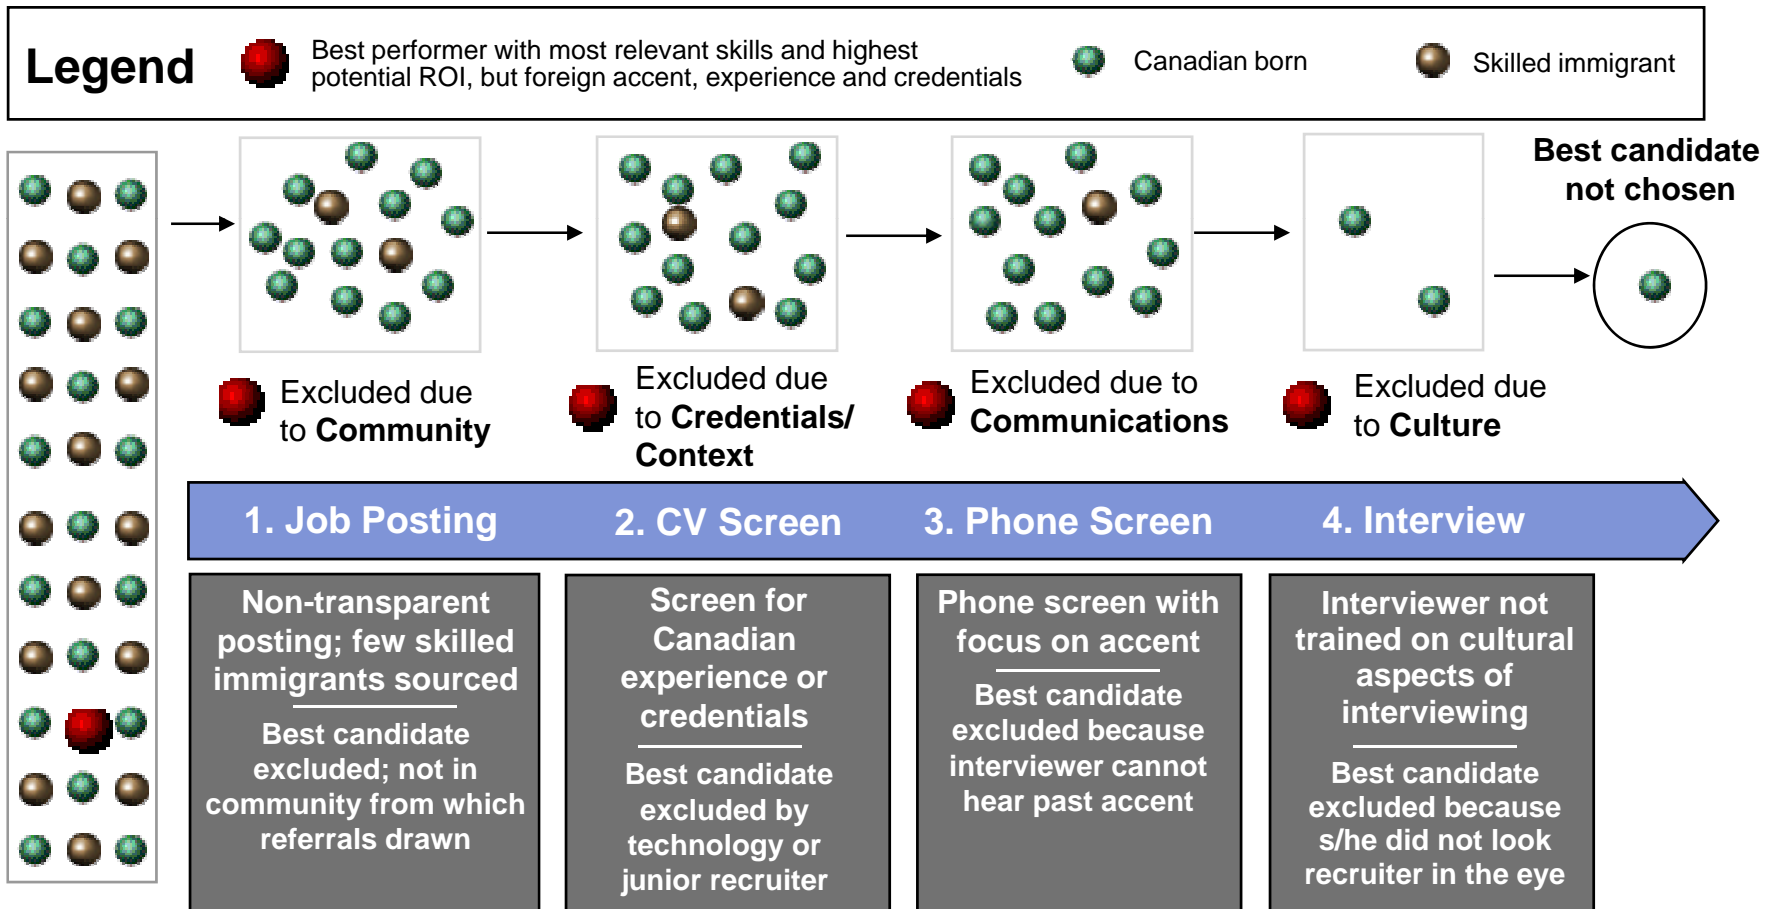 Legend
Best performer with most relevant skills and highest
potential ROI, but foreign accent, experience and credentials
Canadian born
Skilled immigrant
Best candidate
not chosen
Excluded due
to Community
Excluded due
to Credentials/
Context
Excluded due to
Communications
Excluded due
to Culture
1. Job Posting
2. CV Screen
3. Phone Screen
4. Interview
Non-transparent
posting; few skilled
immigrants sourced
Best candidate
excluded; not in
community from which
referrals drawn
Screen for
Canadian
experience or
credentials
Best candidate
excluded by
technology or
junior recruiter
Phone screen with
focus on accent
Best candidate
excluded because
interviewer cannot
hear past accent
Interviewer not
trained on cultural
aspects of
interviewing
Best candidate
excluded because
s/he did not look
recruiter in the eye